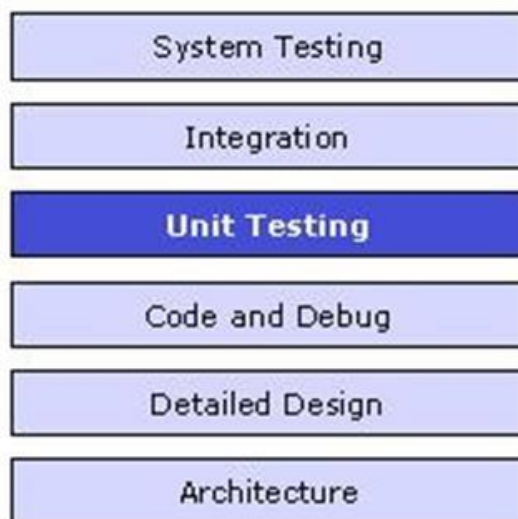 System Testing
Integration
Unit Testing
Code and Debug
Detailed Design
Architecture